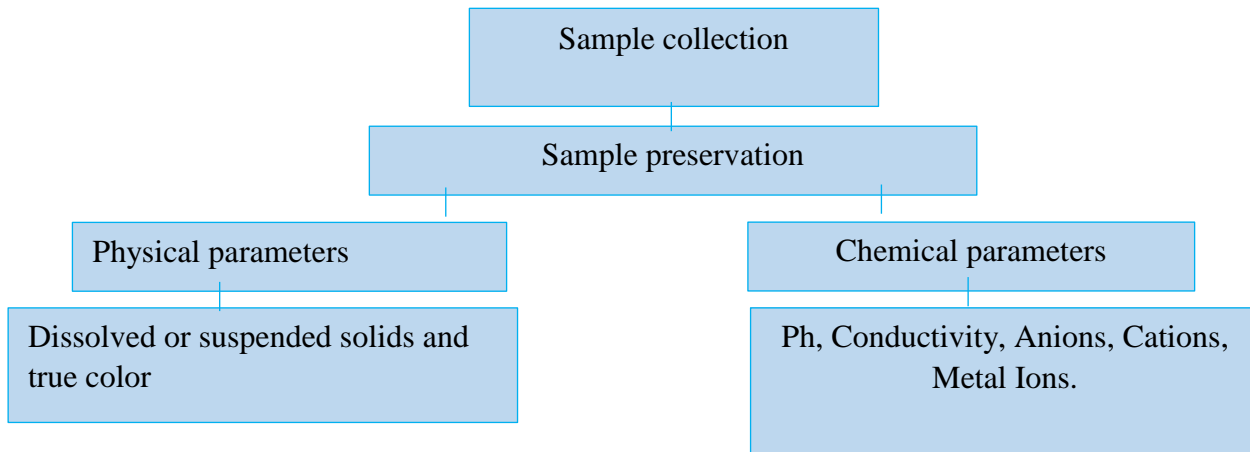 Sample collection
Sample preservation
Physical parameters
Chemical parameters
Dissolved or suspended solids and
true color
Ph, Conductivity, Anions, Cations,
Metal Ions.